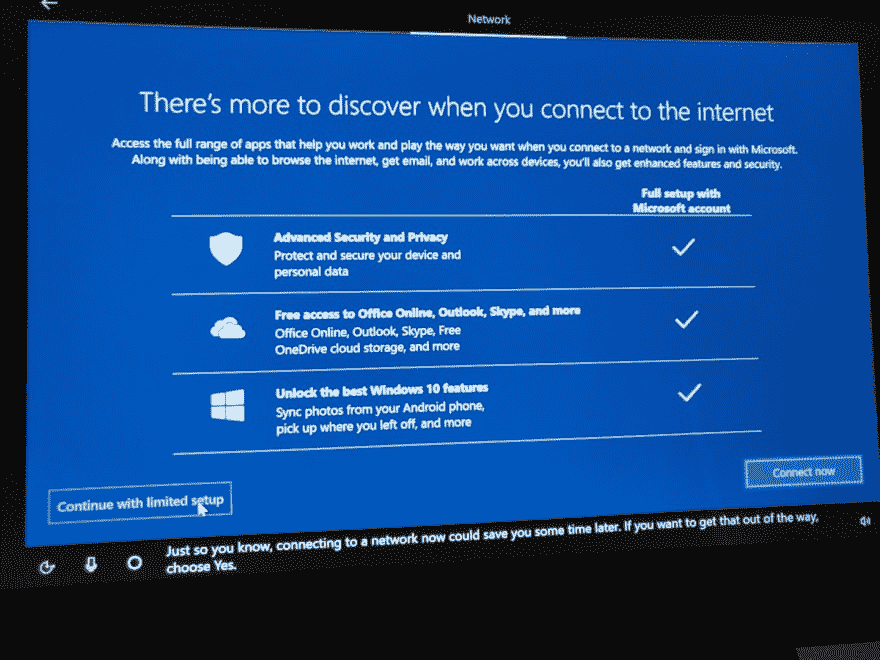 Network
There's more to discover when you connect to the internet
Access the full range of apps that help you work and play the way you want when you connect to a network and sign in with Microsoft.
Along with being able to browse the internet, get email, and work across devices, you'll also get enhanced features and security.
Full setup with
Microsoft account
Advanced Security and Privacy
Protect and secure your device and
personal data
Free access to Office Online, Outlook, Skype, and more
Office Online, Outlook, Skype, Free
OneDrive cloud storage, and more
Unlock the best Windows 10 features
Sync photos from your Android phone,
pick up where you left off, and more
Connect now
Continue with limited setup
Just so you know, connecting to a network now could save you some time later. If you want to get that out of the way,
choose Yes.